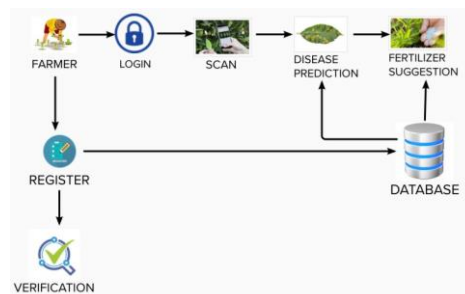 FARMER
LOGIN
SCAN
DISEASE
PREDICTION
FERTILIZER
SUGGESTION
REGISTER
DATABASE
VERIFICATION